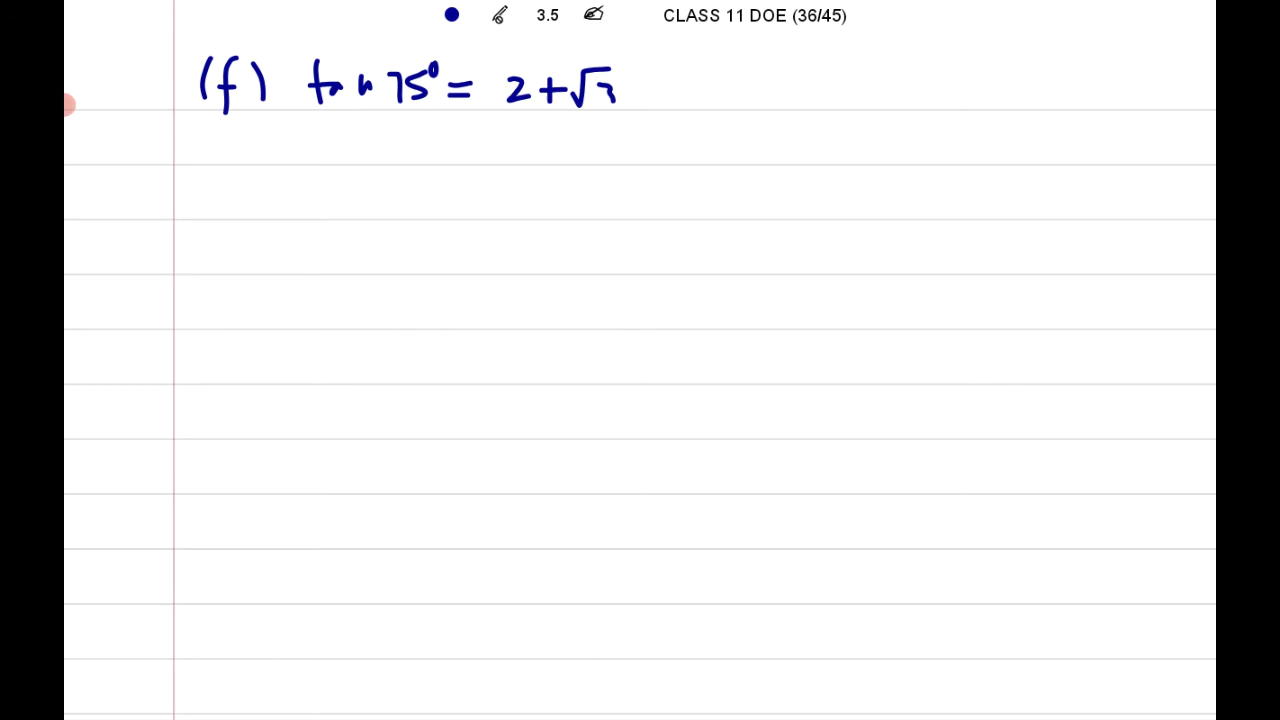 3.5 CLASS 11 DOE (36/45)
(f) tan 75° = 2 + √3